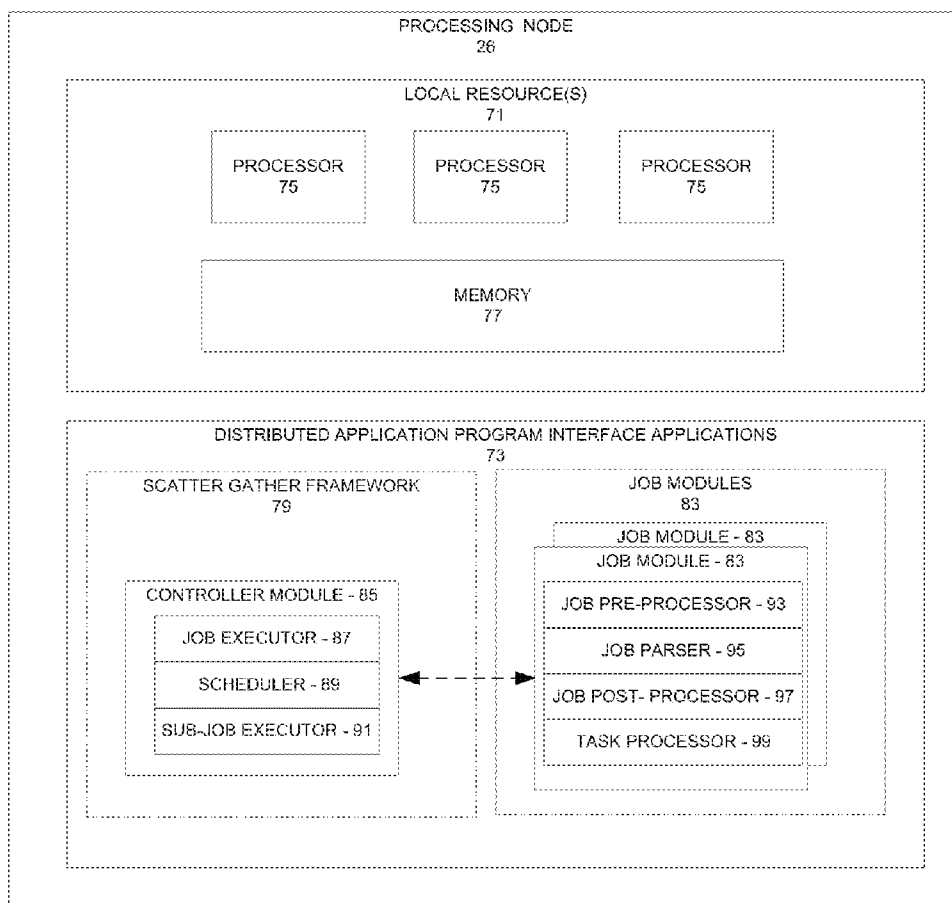 PROCESSING NODE
26
LOCAL RESOURCE(S)
71
PROCESSOR
75
PROCESSOR
75
PROCESSOR
75
MEMORY
77
DISTRIBUTED APPLICATION PROGRAM INTERFACE APPLICATIONS
73
SCATTER GATHER FRAMEWORK
79
CONTROLLER MODULE - 85
JOB EXECUTOR - 87
SCHEDULER - 89
SUB-JOB EXECUTOR - 91
JOB MODULES
83
JOB MODULE - 83
JOB MODULE - 83
JOB PRE-PROCESSOR - 93
JOB PARSER - 95
JOB POST- PROCESSOR - 97
TASK PROCESSOR - 99